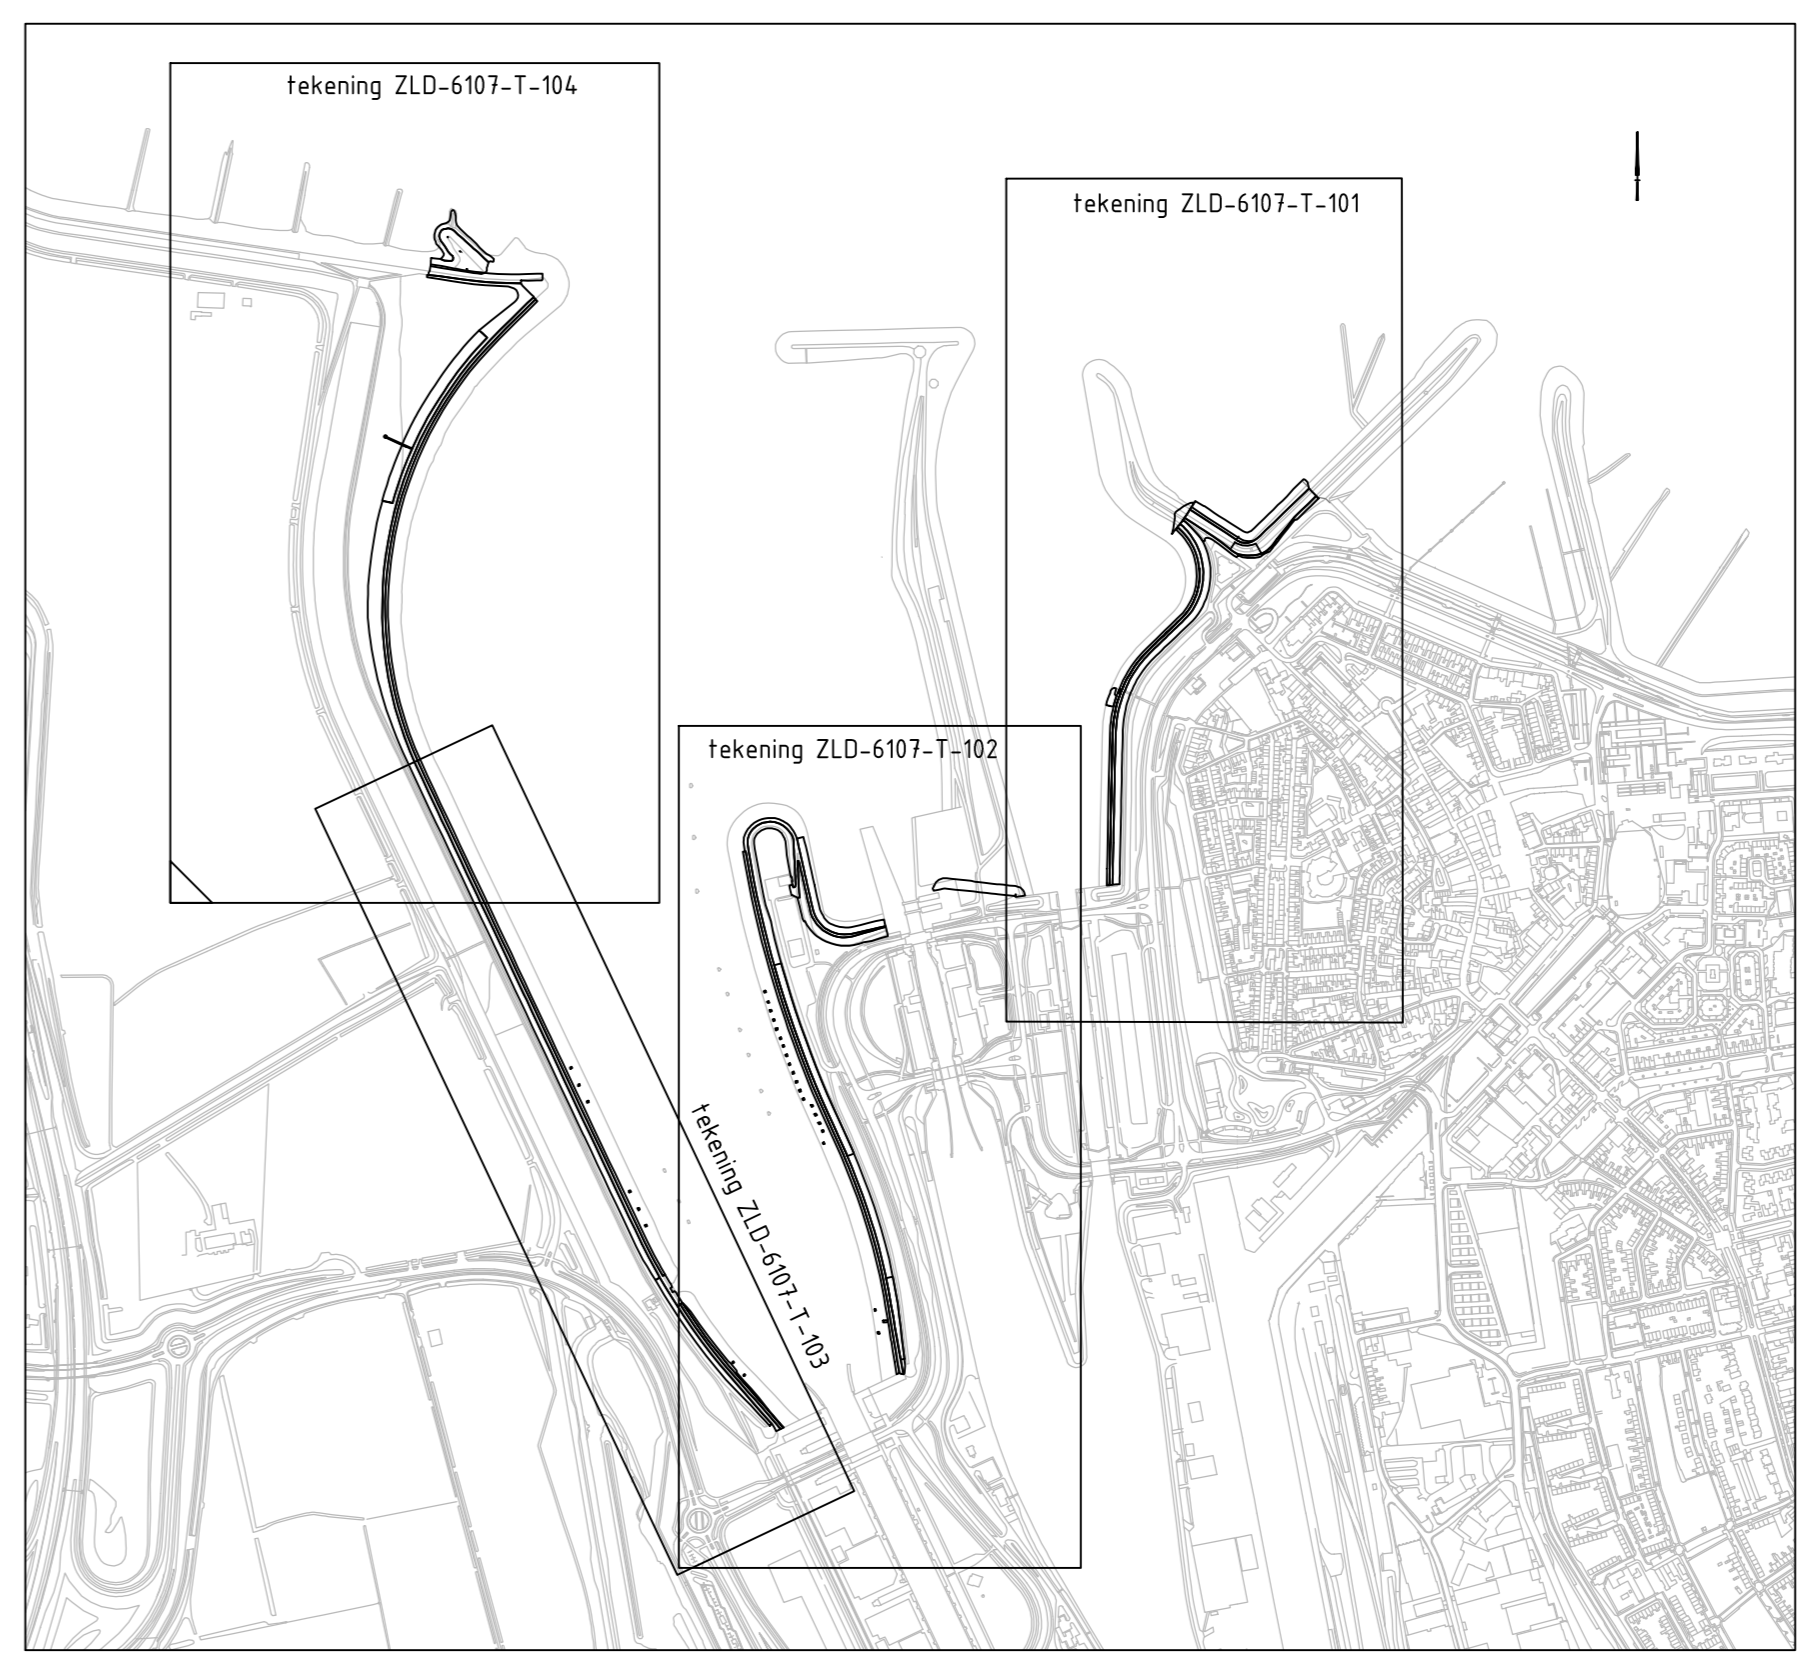 tekening ZLD-6107-T-104
tekening ZLD-6107-T-101
tekening ZLD-6107-T-102
tekening ZLD-6107-T-103